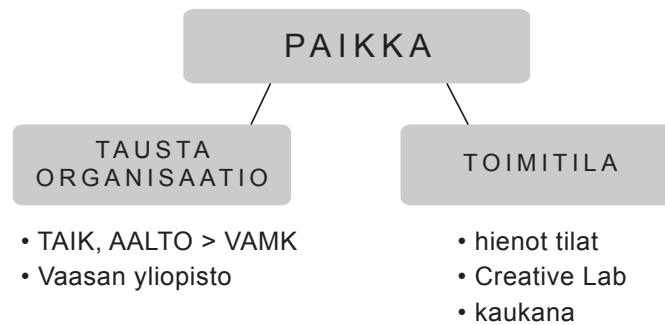 PAIKKA
TAUSTA
ORGANISAATIO
• TAIK, AALTO > VAMK
• Vaasan yliopisto
TOIMITILA
• hienot tilat
• Creative Lab
• kaukana